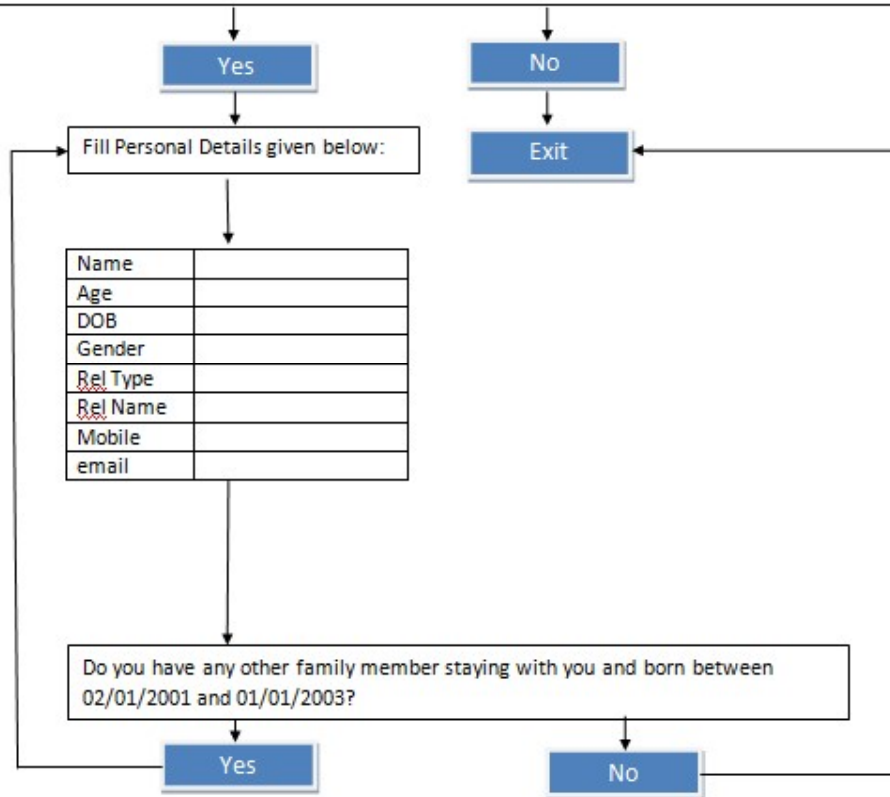 Yes
No
Fill Personal Details given below:
Exit
Name
Age
DOB
Gender
Rel Type
Rel Name
Mobile
email
Do you have any other family member staying with you and born between
02/01/2001 and 01/01/2003?
Yes
No